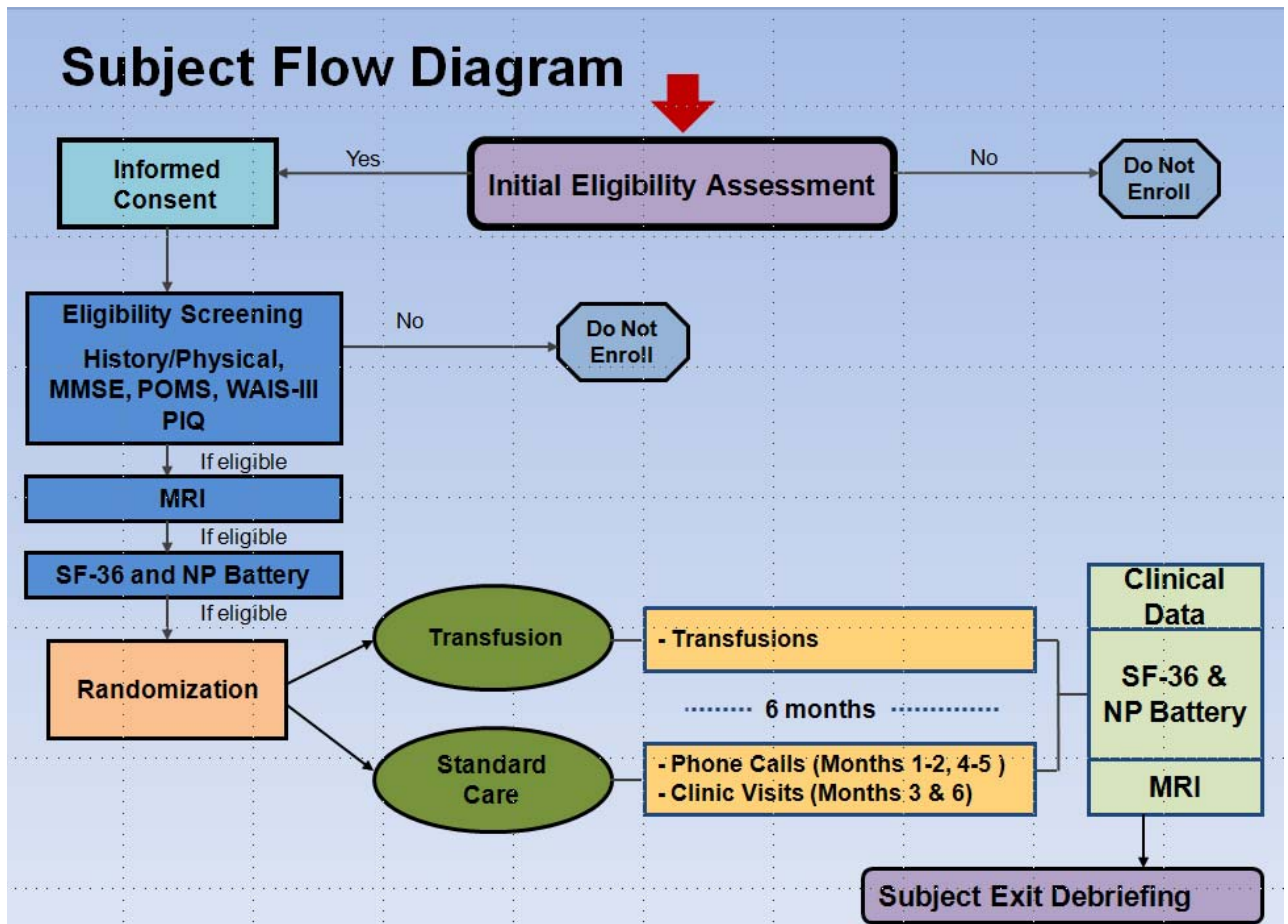 Subject Flow Diagram
Informed
Consent
Yes
Initial Eligibility Assessment
No
Do Not
Enroll
Eligibility Screening
History/Physical,
MMSE, POMS, WAIS-III
PIQ
No
Do Not
Enroll
If eligible
MRI
If eligible
SF-36 and NP Battery
If eligible
Randomization
Transfusion
- Transfusions
6 months
Standard
Care
- Phone Calls (Months 1-2, 4-5 )
- Clinic Visits (Months 3 & 6)
Clinical
Data
SF-36 &
NP Battery
MRI
Subject Exit Debriefing